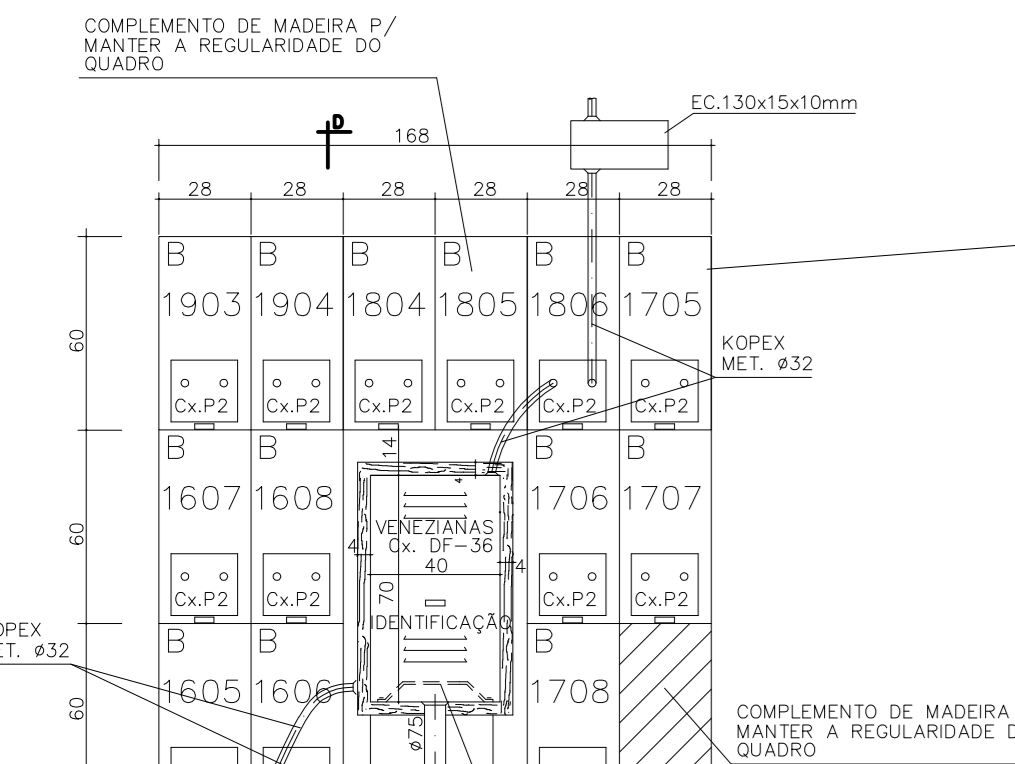 COMPLEMENTO DE MADEIRA P/
MANTER A REGULARIDADE DO
QUADRO
D
168
EC.130x15x10mm
28 28 28 28 28 28
B B B B B B
1903 1904 1804 1805 1806 1705
60
KOPEX
MET. ø32
Cx.P2 Cx.P2 Cx.P2 Cx.P2 Cx.P2 Cx.P2
14
B B B B
1607 1608 1706 1707
4
60
VENEZIANAS
Cx. DF-36
4 40 4
Cx.P2 Cx.P2 Cx.P2 Cx.P2
70
IDENTIFICAÇÃO
OPEX
ET. ø32
B B B
1605 1606 1708
60
ø75
COMPLEMENTO DE MADEIRA
MANTER A REGULARIDADE D
QUADRO